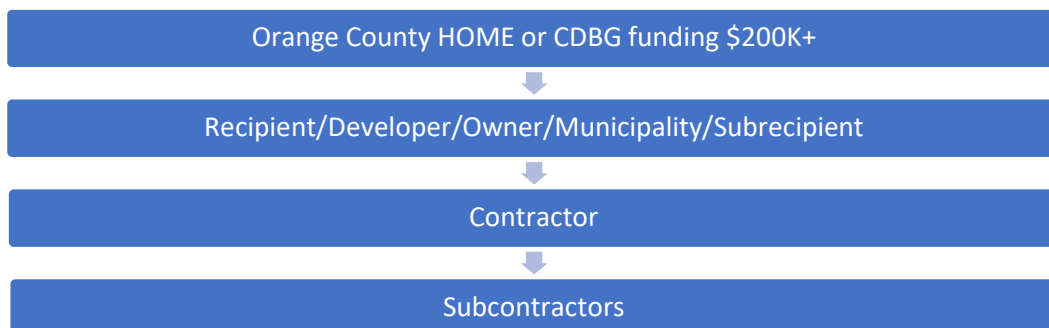 Orange County HOME or CDBG funding $200K+
Recipient/Developer/Owner/Municipality/Subrecipient
Contractor
Subcontractors